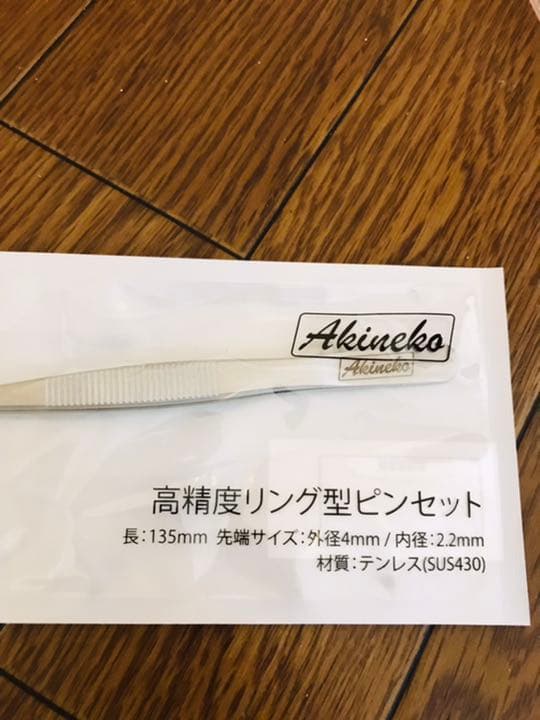 Akineko
Akineko
高精度リング型ピンセット
長：135mm 先端サイズ：外径4mm / 内径：2.2mm
材質：テンレス(SUS430)